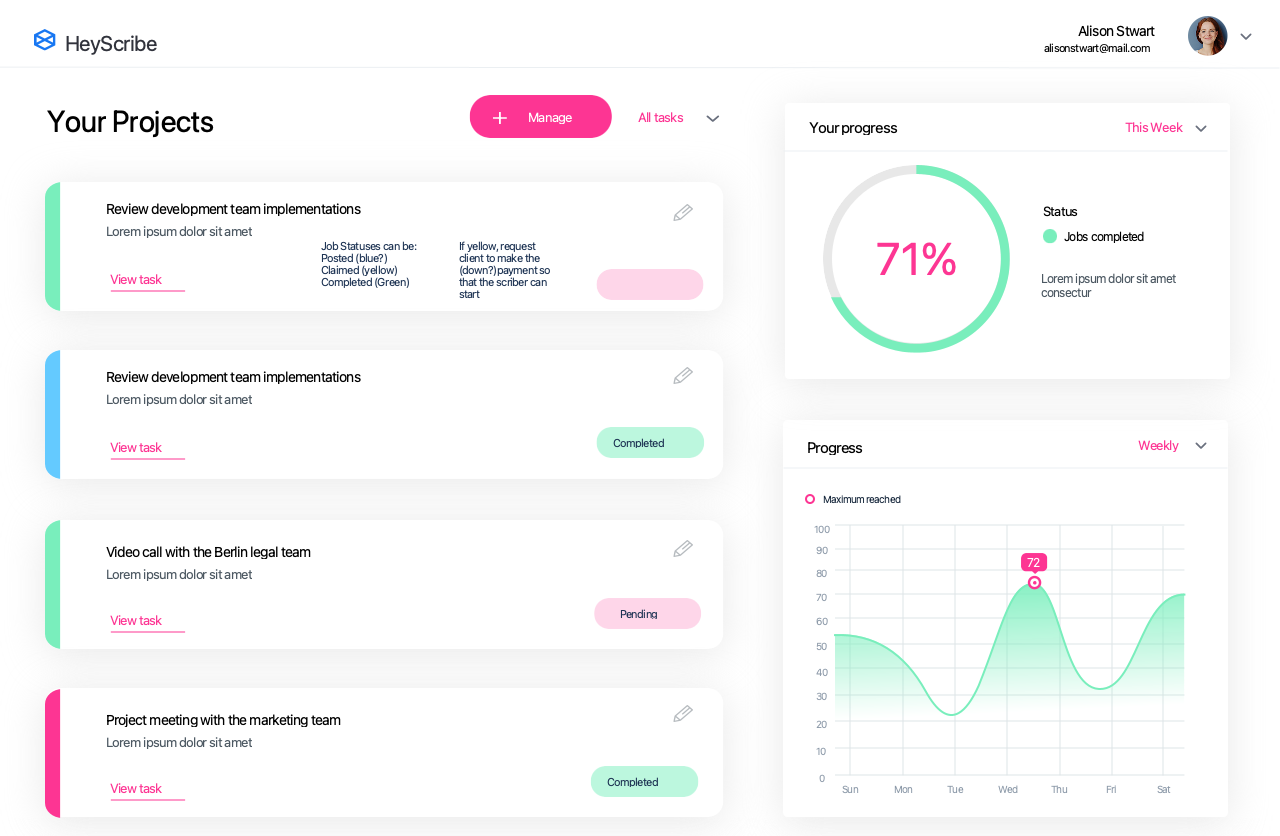 HeyScribe
Alison Stwart
alisonstwart@mail.com
Your Projects
Manage
All tasks
Review development team implementations
Lorem ipsum dolor sit amet
View task
Job Statuses can be:
Posted (blue?)
Claimed (yellow)
Completed (Green)
If yellow, request
client to make the
(down?)payment so
that the scriber can
start
Review development team implementations
Lorem ipsum dolor sit amet
View task
Completed
Video call with the Berlin legal team
Lorem ipsum dolor sit amet
View task
Pending
Project meeting with the marketing team
Lorem ipsum dolor sit amet
View task
Completed
Your progress
This Week
71%
Status
Jobs completed
Lorem ipsum dolor sit amet
consectur
Progress
Weekly
Maximum reached
100
90
80
70
60
50
40
30
20
10
0
72
Sun Mon Tue Wed Thu Fri Sat